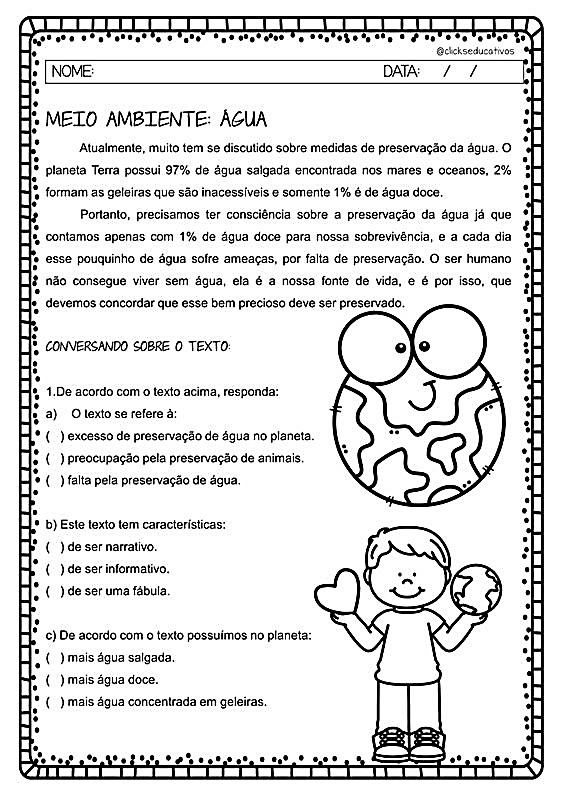 @clickseducativos
NOME: DATA: / /
MEIO AMBIENTE: ÁGUA
Atualmente, muito tem se discutido sobre medidas de preservação da água. O
planeta Terra possui 97% de água salgada encontrada nos mares e oceanos, 2%
formam as geleiras que são inacessíveis e somente 1% é de água doce.
Portanto, precisamos ter consciência sobre a preservação da água já que
contamos apenas com 1% de água doce para nossa sobrevivência, e a cada dia
esse pouquinho de água sofre ameaças, por falta de preservação. O ser humano
não consegue viver sem água, ela é a nossa fonte de vida, e é por isso, que
devemos concordar que esse bem precioso deve ser preservado.
CONVERSANDO SOBRE O TEXTO:
1.De acordo com o texto acima, responda:
a) O texto se refere à:
( ) excesso de preservação de água no planeta.
( ) preocupação pela preservação de animais.
( ) falta pela preservação de água.
b) Este texto tem características:
( ) de ser narrativo.
( ) de ser informativo.
( ) de ser uma fábula.
c) De acordo com o texto possuímos no planeta:
( ) mais água salgada.
( ) mais água doce.
( ) mais água concentrada em geleiras.